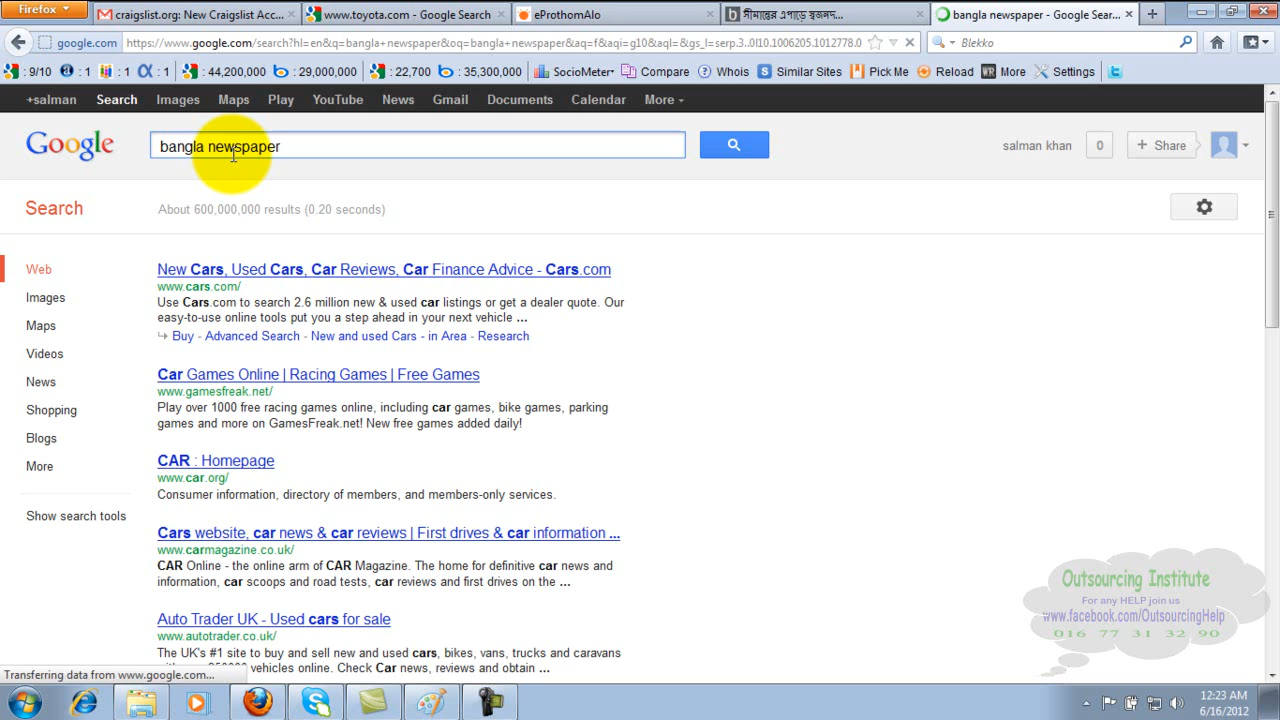 Firefox
craigslist.org: New Craigslist Acc...
www.toyota.com - Google Search
eProthomAlo
সীমান্তের এপাড়ে স্বজনদ...
bangla newspaper - Google Sear...
google.com
https://www.google.com/search?hl=en&q=bangla+newspaper&oq=bangla+newspaper&aq=f&aqi=g10&aql=&gs_l=serp.3..0l10.1006205.1012778.0
Blekko
: 9/10
: 1
: 1
: 1
: 44,200,000
: 29,000,000
: 22,700
: 35,300,000
SocioMeter
Compare
Whois
Similar Sites
Pick Me
Reload
More
Settings
+salman Search Images Maps Play YouTube News Gmail Documents Calendar More
Google
bangla newspaper
salman khan
0
+ Share
Search
About 600,000,000 results (0.20 seconds)
Web
Images
Maps
Videos
News
Shopping
Blogs
More
Show search tools
New Cars, Used Cars, Car Reviews, Car Finance Advice - Cars.com
www.cars.com/
Use Cars.com to search 2.6 million new & used car listings or get a dealer quote. Our
easy-to-use online tools put you a step ahead in your next vehicle ...
Buy - Advanced Search - New and used Cars - in Area - Research
Car Games Online | Racing Games | Free Games
www.gamesfreak.net/
Play over 1000 free racing games online, including car games, bike games, parking
games and more on GamesFreak.net! New free games added daily!
CAR : Homepage
www.car.org/
Consumer information, directory of members, and members-only services.
Cars website, car news & car reviews | First drives & car information ...
www.carmagazine.co.uk/
CAR Online - the online arm of CAR Magazine. The home for definitive car news and
information, car scoops and road tests, car reviews and first drives on the ...
Auto Trader UK - Used cars for sale
www.autotrader.co.uk/
The UK's #1 site to buy and sell new and used cars, bikes, vans, trucks and caravans
vehicles online. Check Car news, reviews and obtain ...
Outsourcing Institute
For any HELP join us
www.facebook.com/OutsourcingHelp
016 77 31 32 90
Transferring data from www.google.com...
12:23 AM
6/16/2012